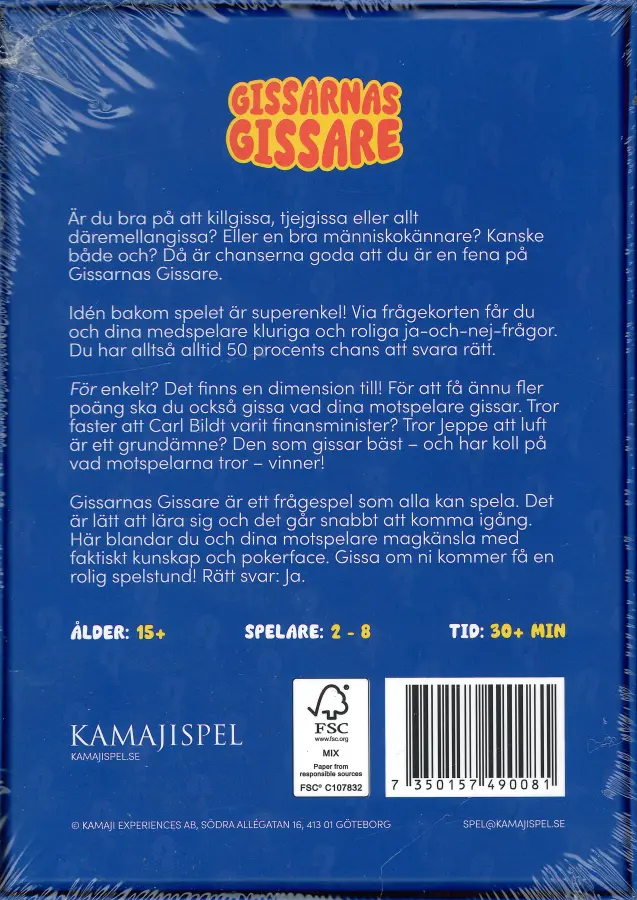 GISSARNAS
GISSARE
Är du bra på att killgissa, tjejgissa eller allt
däremellangissa? Eller en bra människokännare? Kanske
både och? Då är chanserna goda att du är en fena på
Gissarnas Gissare.
Idén bakom spelet är superenkel! Via frågekorten får du
och dina medspelare kluriga och roliga ja-och-nej-frågor.
Du har alltså alltid 50 procents chans att svara rätt.
För enkelt? Det finns en dimension till! För att få ännu fler
poäng ska du också gissa vad dina motspelare gissar. Tror
faster att Carl Bildt varit finansminister? Tror Jeppe att luft
är ett grundämne? Den som gissar bäst – och har koll på
vad motspelarna tror – vinner!
Gissarnas Gissare är ett frågespel som alla kan spela. Det
är lätt att lära sig och det går snabbt att komma igång.
Här blandar du och dina motspelare magkänsla med
faktiskt kunskap och pokerface. Gissa om ni kommer få en
rolig spelstund! Rätt svar: Ja.
ÅLDER: 15+ SPELARE: 2 - 8 TID: 30+ MIN
KAMAJISPEL
KAMAJISPEL.SE
FSC
www.fsc.org
MIX
Paper from
responsible sources
FSC® C107832
7 350157 490081
© KAMAJI EXPERIENCES AB, SÖDRA ALLÉGATAN 16, 413 01 GÖTEBORG SPEL@KAMAJISPEL.SE